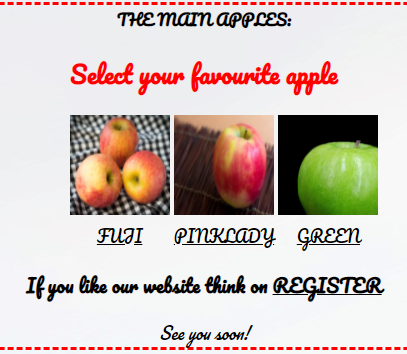 THE MAIN APPLES:
Select your favourite apple
FUJI PINKLADY GREEN
If you like our website think on REGISTER
See you soon!